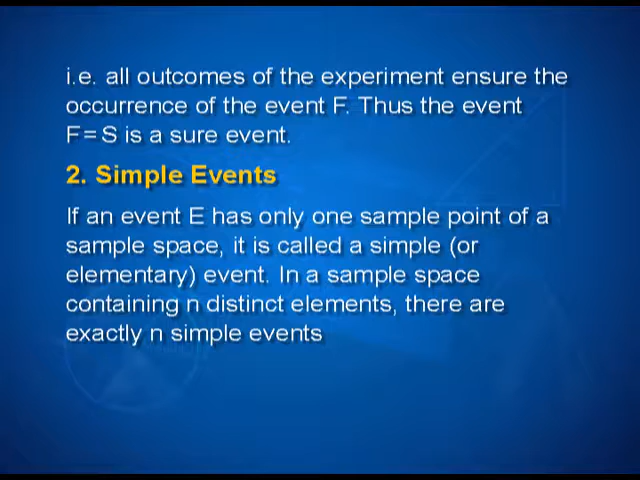 i.e. all outcomes of the experiment ensure the
occurrence of the event F. Thus the event
F=S is a sure event.
2. Simple Events
If an event E has only one sample point of a
sample space, it is called a simple (or
elementary) event. In a sample space
containing n distinct elements, there are
exactly n simple events